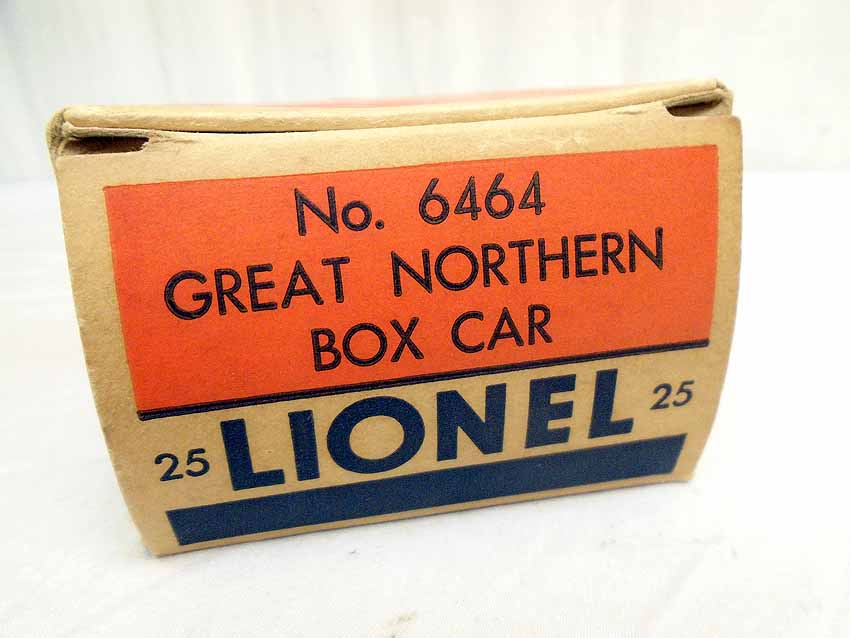 No. 6464
GREAT NORTHERN
BOX CAR
25 LIONEL 25